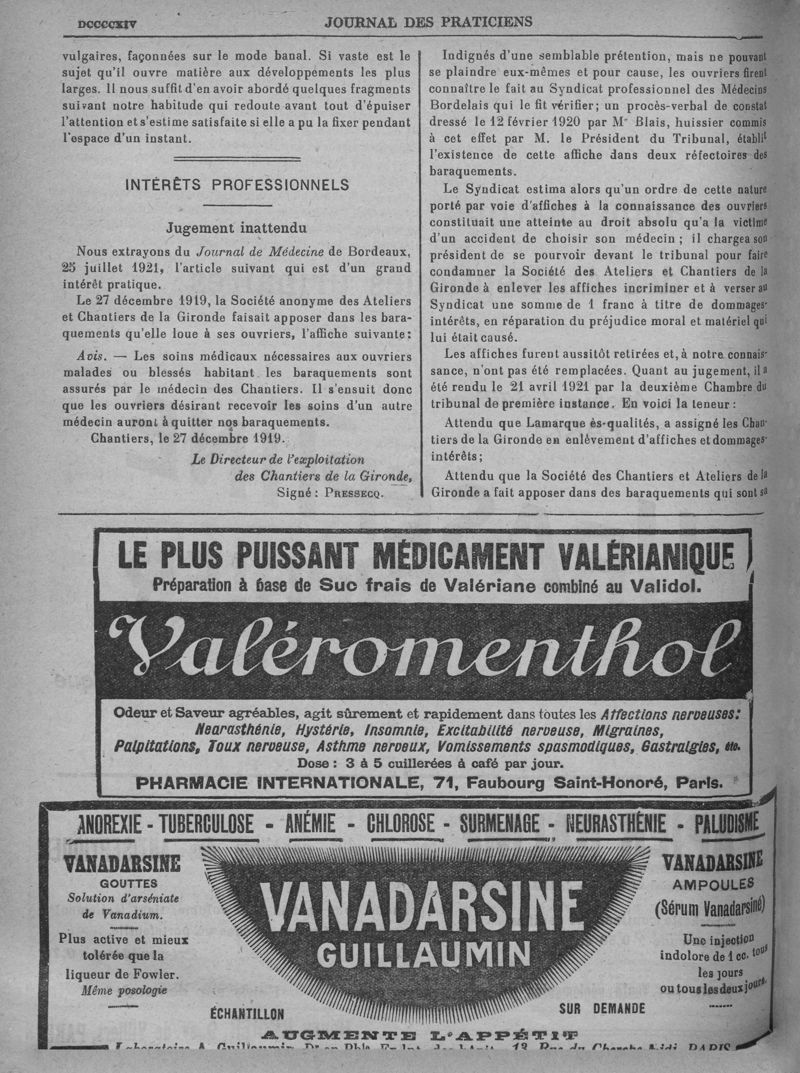 DCCCCXIV
JOURNAL DES PRATICIENS
vulgaires, façonnées sur le mode banal. Si vaste est le
sujet qu'il ouvre matière aux développements les plus
larges. Il nous suffit d'en avoir abordé quelques fragments
suivant notre habitude qui redoute avant tout d'épuiser
l'attention et s'estime satisfaite si elle a pu la fixer pendant
l'espace d'un instant.
INTÉRÊTS PROFESSIONNELS
Jugement inattendu
Nous extrayons du Journal de Médecine de Bordeaux,
25 juillet 1921, l'article suivant qui est d'un grand
intérêt pratique.
Le 27 décembre 1919, la Société anonyme des Ateliers
et Chantiers de la Gironde faisait apposer dans les bara-
quements qu'elle loue à ses ouvriers, l'affiche suivante:
Avis. — Les soins médicaux nécessaires aux ouvriers
malades ou blessés habitant les baraquements sont
assurés par le médecin des Chantiers. Il s'ensuit donc
que les ouvriers désirant recevoir les soins d'un autre
médecin auront à quitter nos baraquements.
Chantiers, le 27 décembre 1919.
Le Directeur de l'exploitation
des Chantiers de la Gironde,
Signé : PRESSECQ.
Indignés d'une semblable prétention, mais ne pouvant
se plaindre eux-mêmes et pour cause, les ouvriers firent
connaître le fait au Syndicat professionnel des Médecins
Bordelais qui le fit vérifier; un procès-verbal de constat
dressé le 12 février 1920 par Me Blais, huissier commis
à cet effet par M. le Président du Tribunal, établit
l'existence de cette affiche dans deux réfectoires des
baraquements.
Le Syndicat estima alors qu'un ordre de cette nature
porté par voie d'affiches à la connaissance des ouvriers
constituait une atteinte au droit absolu qu'a la victime
d'un accident de choisir son médecin ; il chargea son
président de se pourvoir devant le tribunal pour faire
condamner la Société des Ateliers et Chantiers de la
Gironde à enlever les affiches incriminer et à verser au
Syndicat une somme de 1 franc à titre de dommages-
intérêts, en réparation du préjudice moral et matériel qui
lui était causé.
Les affiches furent aussitôt retirées et, à notre connais-
sance, n'ont pas été remplacées. Quant au jugement, il a
été rendu le 21 avril 1921 par la deuxième Chambre du
tribunal de première instance. En voici la teneur :
Attendu que Lamarque ès-qualités, a assigné les Chan-
tiers de la Gironde en enlèvement d'affiches et dommages-
intérêts;
Attendu que la Société des Chantiers et Ateliers de la
Gironde a fait apposer dans des baraquements qui sont sa
LE PLUS PUISSANT MÉDICAMENT VALÉRIANIQUE
Préparation à base de Suc frais de Valériane combiné au Validol.
Valéromenthol
Odeur et Saveur agréables, agit sûrement et rapidement dans toutes les Affections nerveuses:
Nearasthénie, Hystérie, Insomnie, Excitabilité nerveuse, Migraines,
Palpitations, Toux nerveuse, Asthme nerveux, Vomissements spasmodiques, Gastralgies, etc.
Dose : 3 à 5 cuillerées à café par jour.
PHARMACIE INTERNATIONALE, 71, Faubourg Saint-Honoré, Paris.
ANOREXIE - TUBERCULOSE - ANÉMIE - CHLOROSE - SURMENAGE - NEURASTHÉNIE - PALUDISME
VANADARSINE
GOUTTES
Solution d'arséniate
de Vanadium.
Plus active et mieux
tolérée que la
liqueur de Fowler.
Même posologie
VANADARSINE
GUILLAUMIN
ÉCHANTILLON
SUR DEMANDE
VANADARSINE
AMPOULES
(Sérum Vanadarsiné)
Une injection
indolore de 1 cc. tous
les jours
ou tous les deux jours.
AUGMENTE L'APPÉTIT
Laboratoire A. Guillaumin, Dr en Phie, Ex-Int. des hôpit., 13, Rue du Cherche-Midi, PARIS